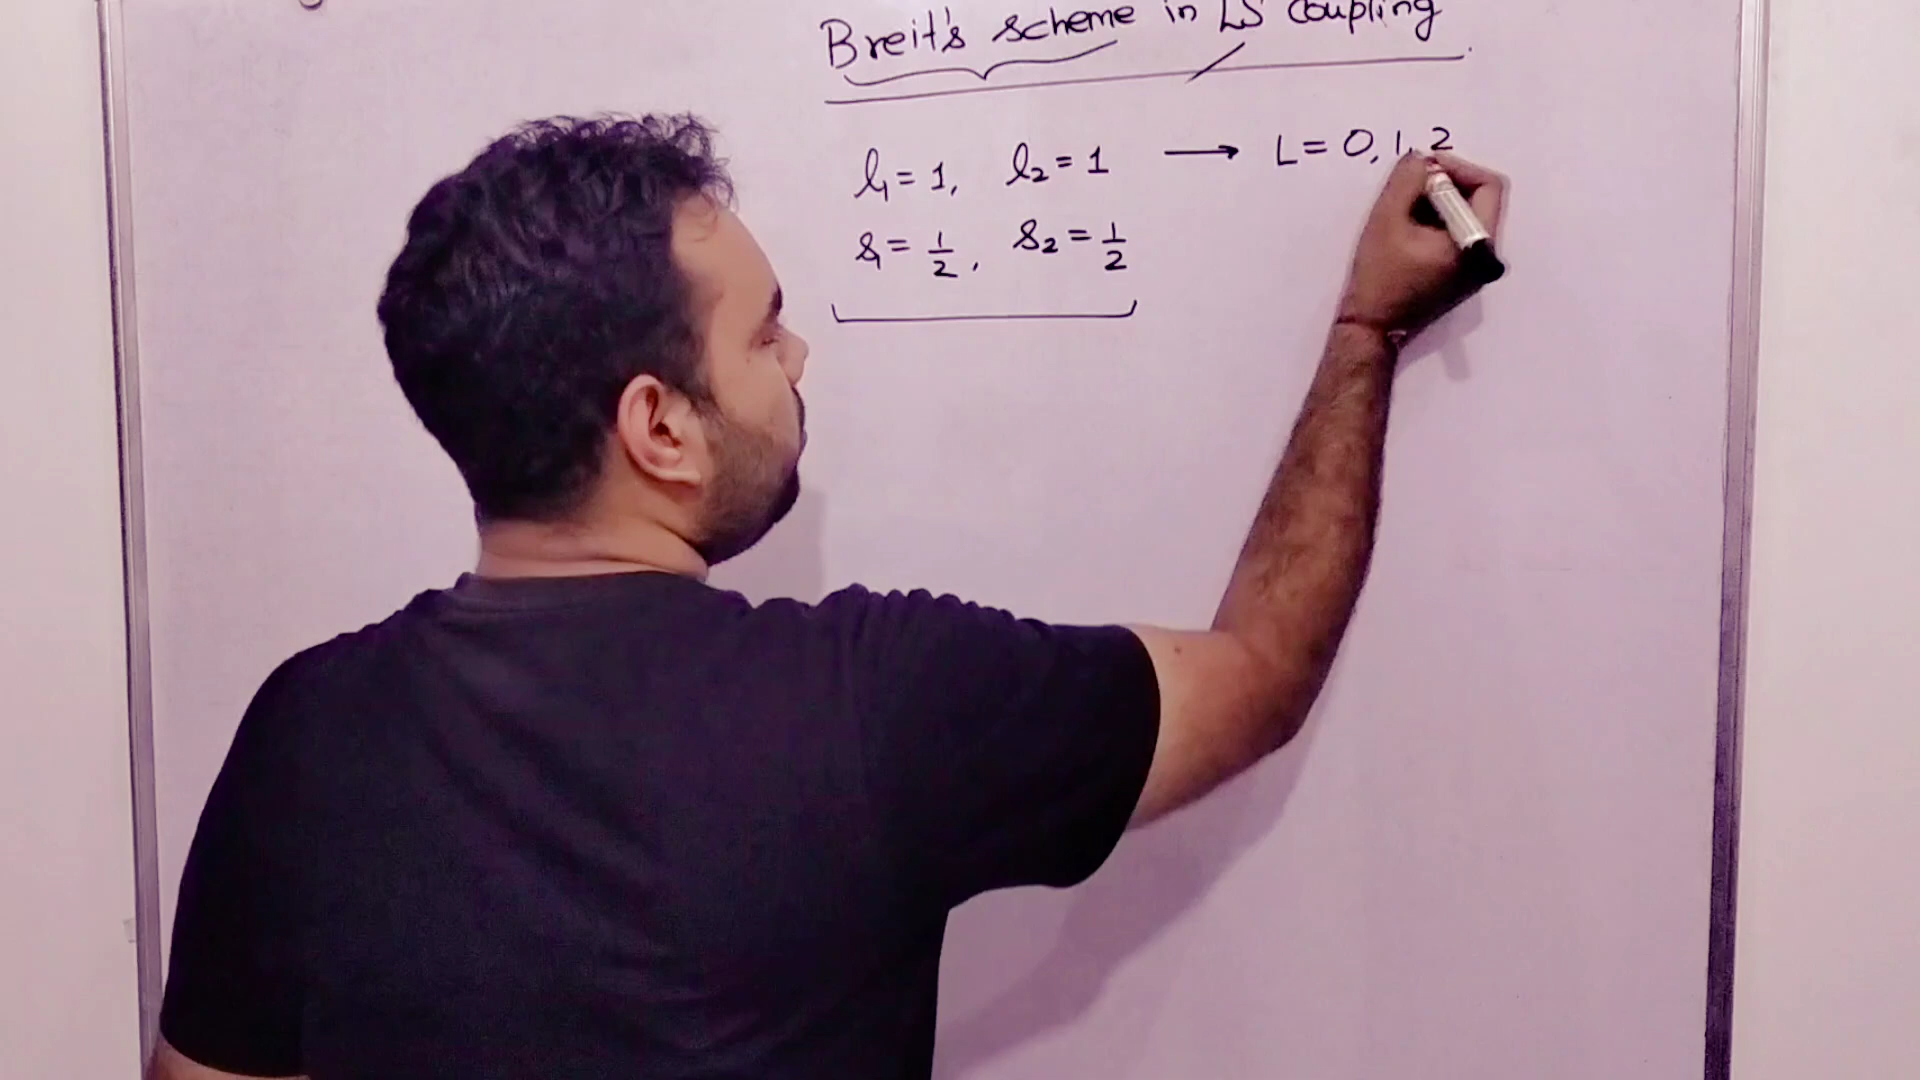 Breit's scheme in LS coupling
l₁ = 1, l₂ = 1 → L = 0, 1, 2
s₁ = 1/2, s₂ = 1/2